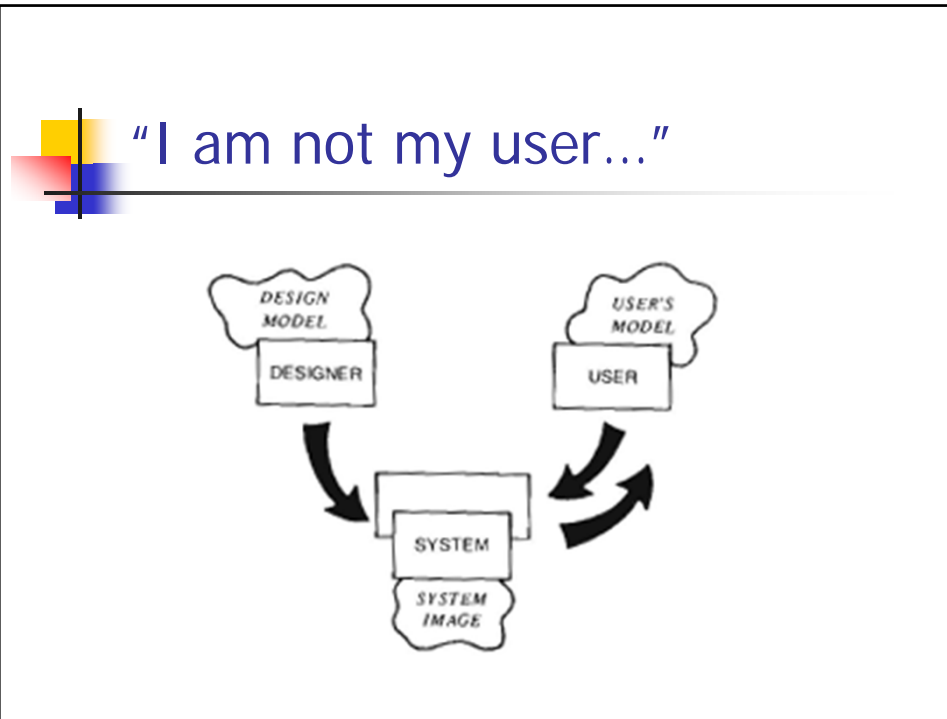 “I am not my user…”
DESIGN
MODEL
DESIGNER
USER'S
MODEL
USER
SYSTEM
SYSTEM
IMAGE